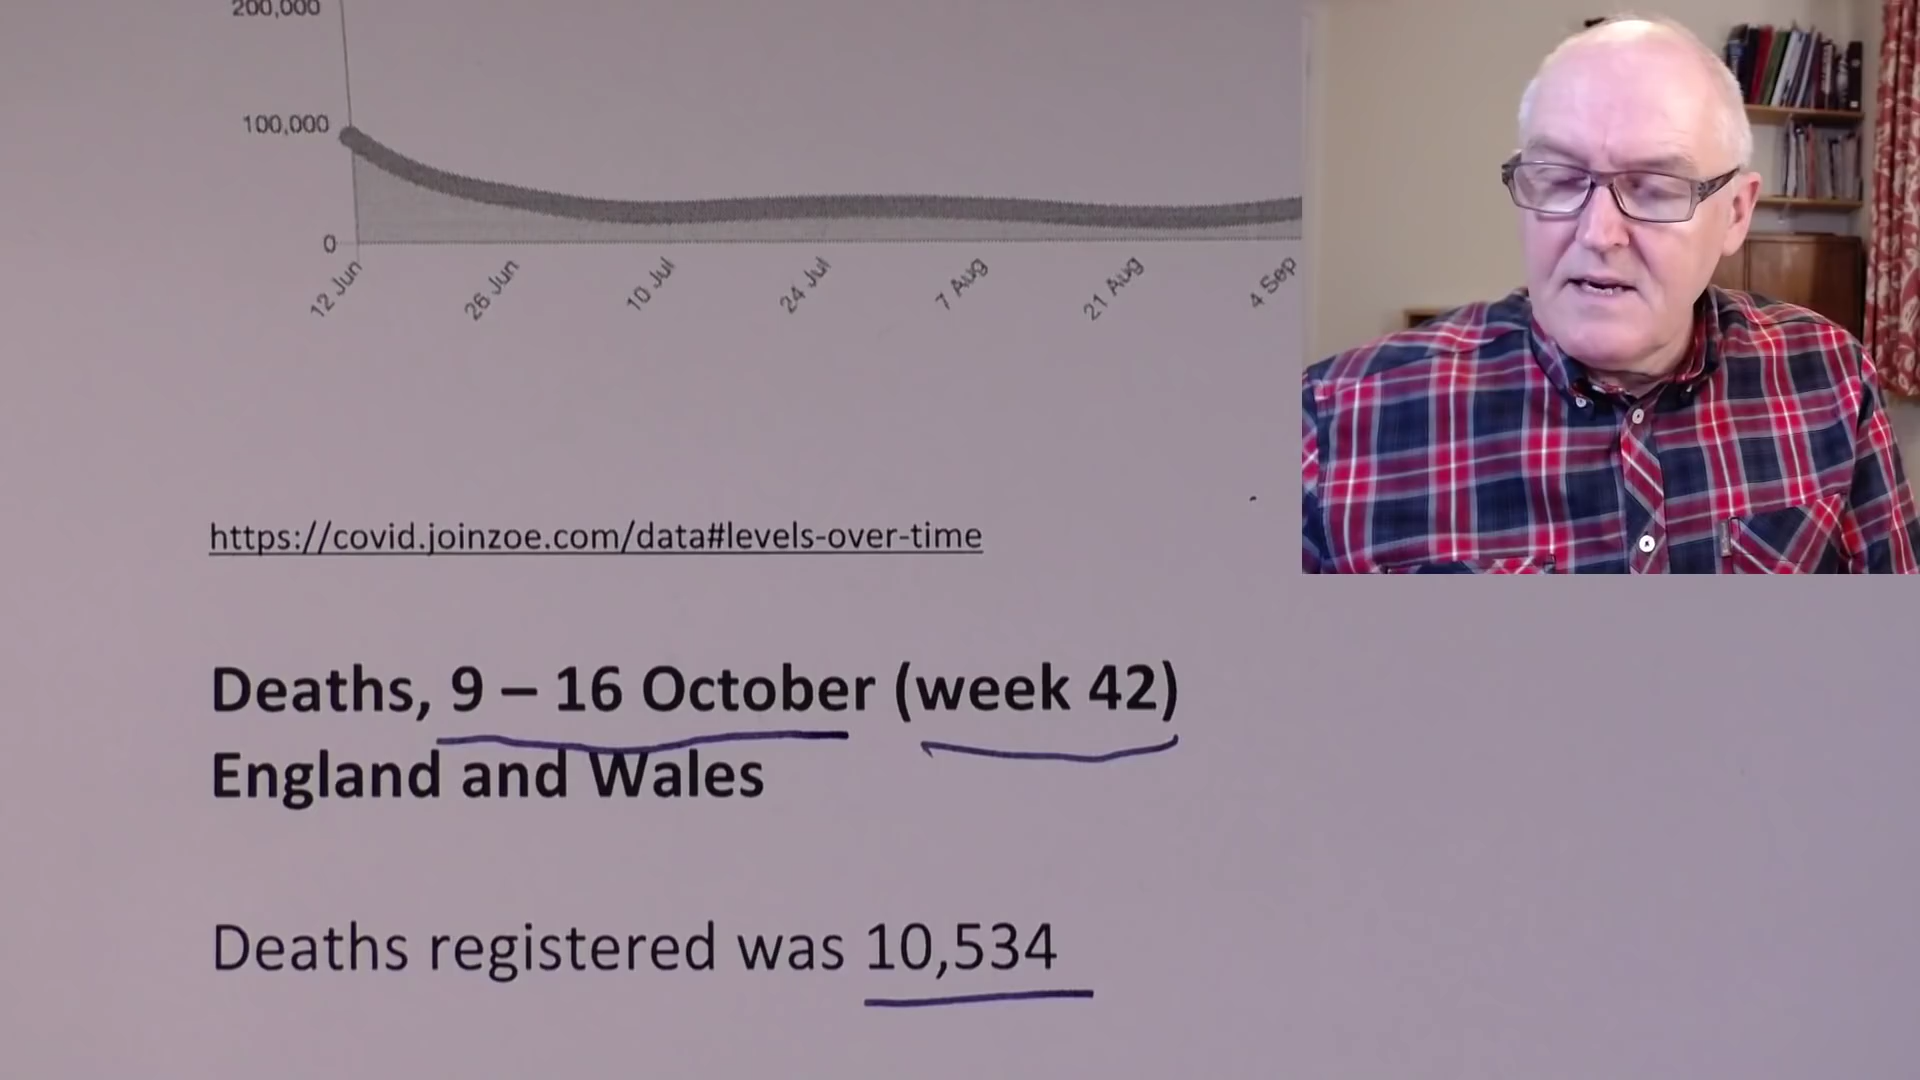 200,000
100,000
0
12 Jun
26 Jun
10 Jul
24 Jul
7 Aug
21 Aug
4 Sep
https://covid.joinzoe.com/data#levels-over-time
Deaths, 9 – 16 October (week 42)
England and Wales
Deaths registered was 10,534